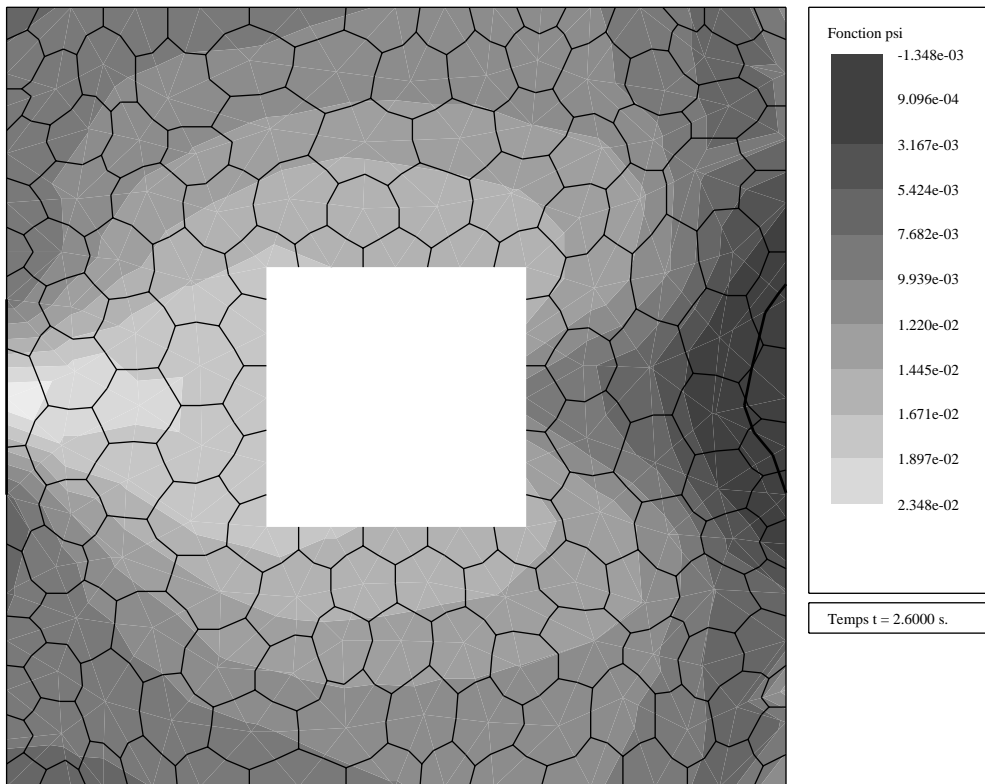 Fonction psi
-1.348e-03
9.096e-04
3.167e-03
5.424e-03
7.682e-03
9.939e-03
1.220e-02
1.445e-02
1.671e-02
1.897e-02
2.348e-02
Temps t = 2.6000 s.